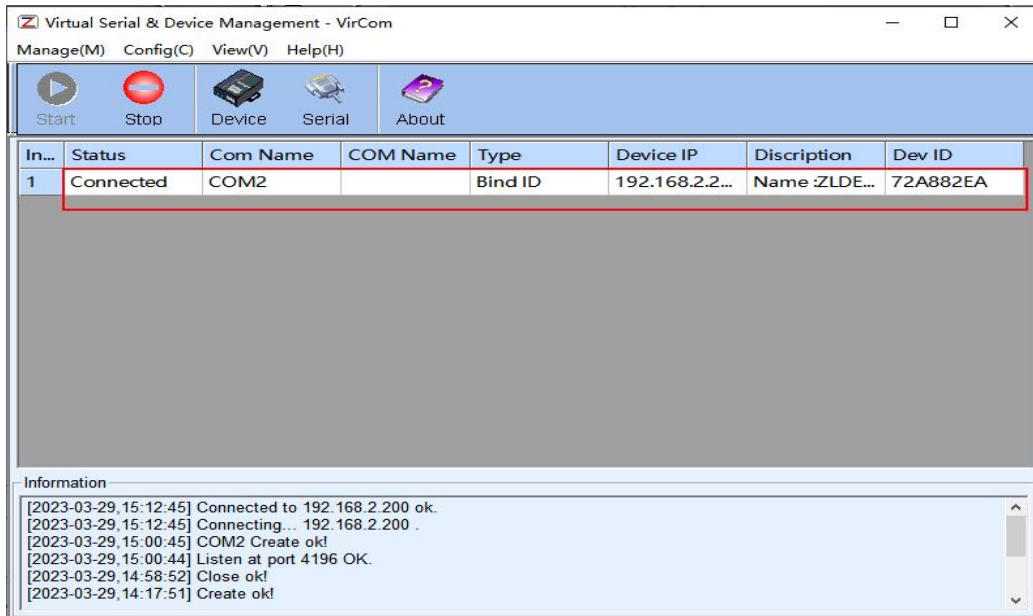 Virtual Serial & Device Management - VirCom
Manage(M) Config(C) View(V) Help(H)
Start Stop Device Serial About
In... Status Com Name COM Name Type Device IP Discription Dev ID
1 Connected COM2 Bind ID 192.168.2.2... Name :ZLDE... 72A882EA
Information
[2023-03-29,15:12:45] Connected to 192.168.2.200 ok.
[2023-03-29,15:12:45] Connecting... 192.168.2.200 .
[2023-03-29,15:00:45] COM2 Create ok!
[2023-03-29,15:00:44] Listen at port 4196 OK.
[2023-03-29,14:58:52] Close ok!
[2023-03-29,14:17:51] Create ok!